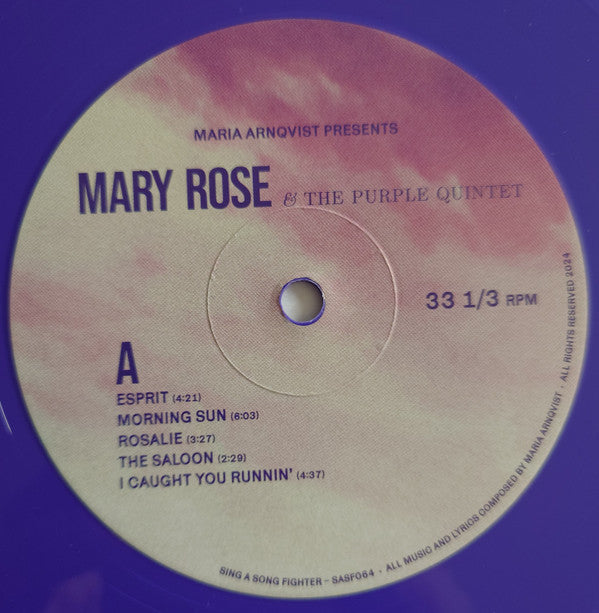 MARIA ARNQVIST PRESENTS
MARY ROSE & THE PURPLE QUINTET
33 1/3 RPM
A
ESPRIT (4:21)
MORNING SUN (6:03)
ROSALIE (3:27)
THE SALOON (2:29)
I CAUGHT YOU RUNNIN' (4:37)
SING A SONG FIGHTER – SASF064 · ALL MUSIC AND LYRICS COMPOSED BY MARIA ARNQVIST · ALL RIGHTS RESERVED 2024